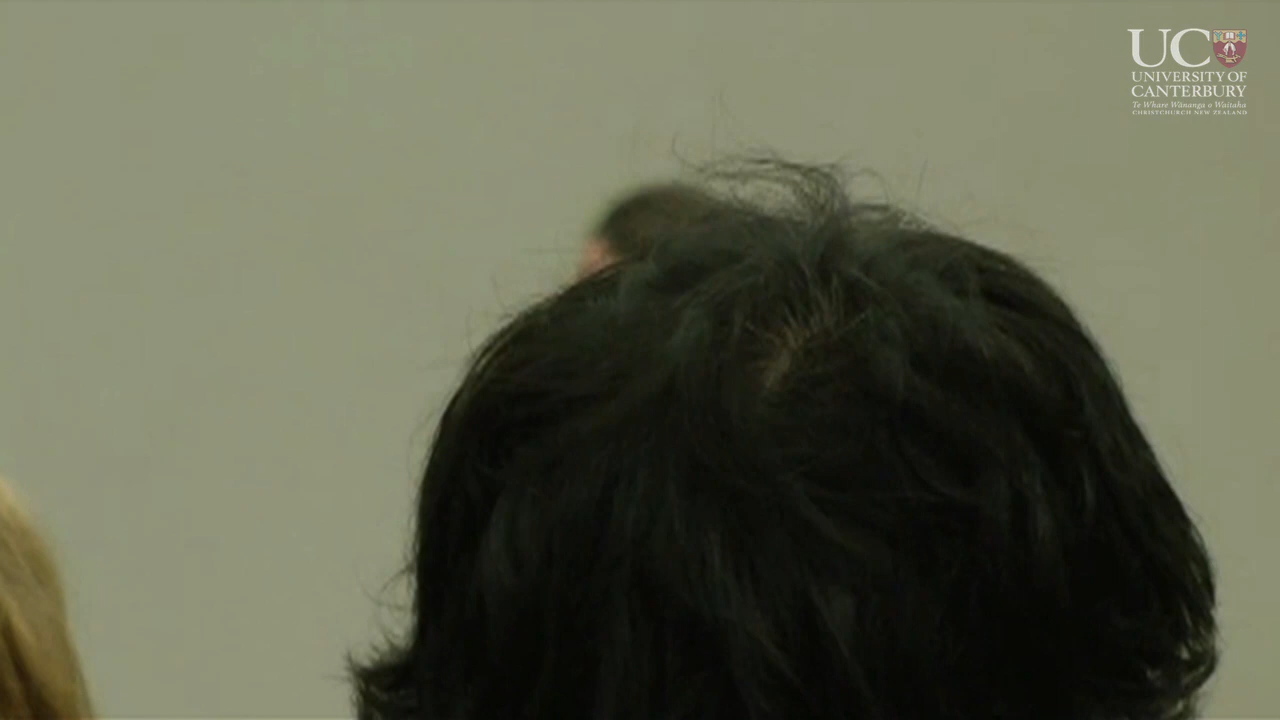 UC
UNIVERSITY OF
CANTERBURY
Te Whare Wānanga o Waitaha
CHRISTCHURCH NEW ZEALAND